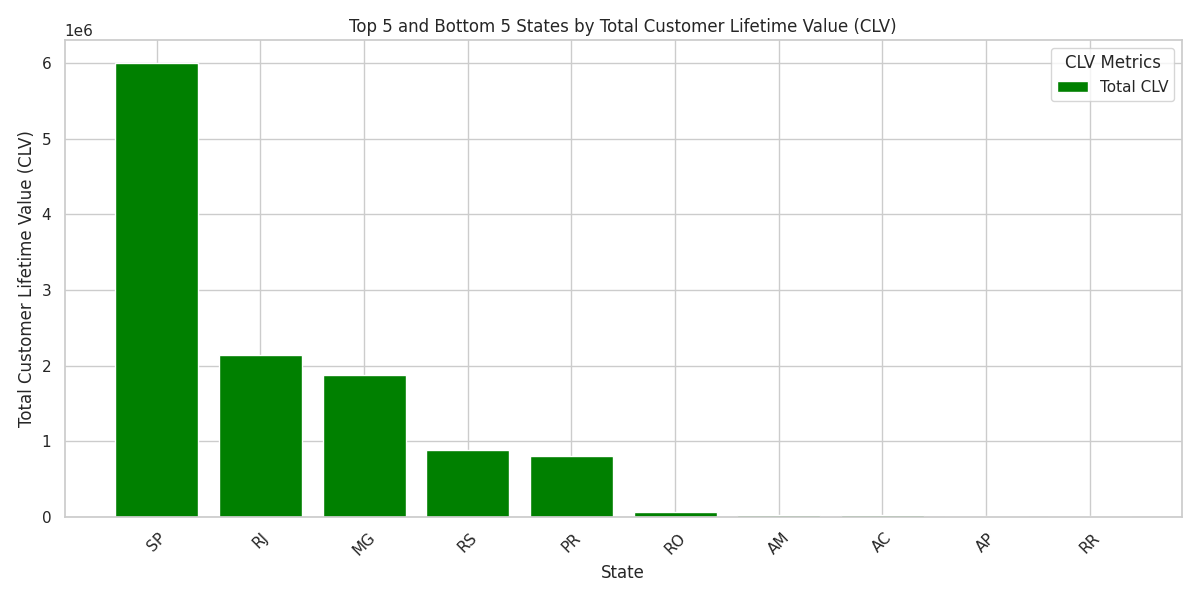 Top 5 and Bottom 5 States by Total Customer Lifetime Value (CLV)
1e6
CLV Metrics
Total CLV
Total Customer Lifetime Value (CLV)
6
5
4
3
2
1
0
SP RJ MG RS PR RO AM AC AP RR
State